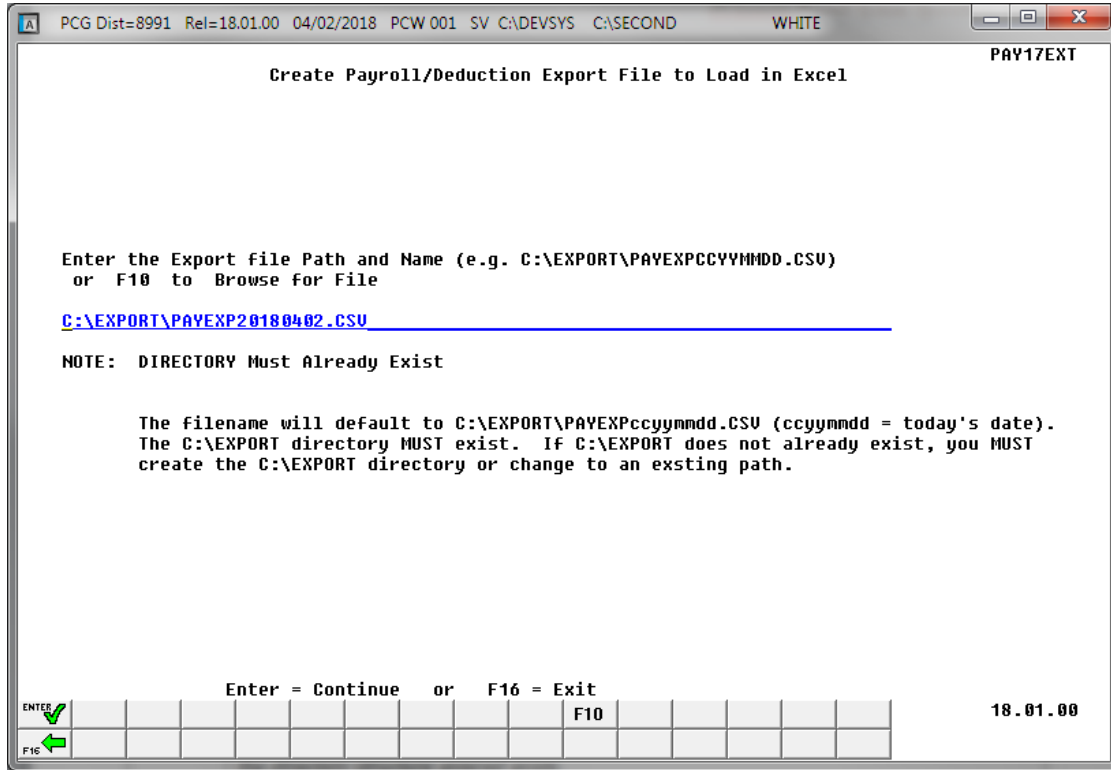 A PCG Dist=8991 Rel=18.01.00 04/02/2018 PCW 001 SV C:\DEVSYS C:\SECOND WHITE
PAY17EXT
Create Payroll/Deduction Export File to Load in Excel
Enter the Export file Path and Name (e.g. C:\EXPORT\PAYEXPCCYYMMDD.CSV)
or F10 to Browse for File
C:\EXPORT\PAYEXP20180402.CSV
NOTE: DIRECTORY Must Already Exist
The filename will default to C:\EXPORT\PAYEXPccyymmdd.CSV (ccyymmdd = today's date).
The C:\EXPORT directory MUST exist. If C:\EXPORT does not already exist, you MUST
create the C:\EXPORT directory or change to an exsting path.
Enter = Continue or F16 = Exit
ENTER F10 18.01.00
F16